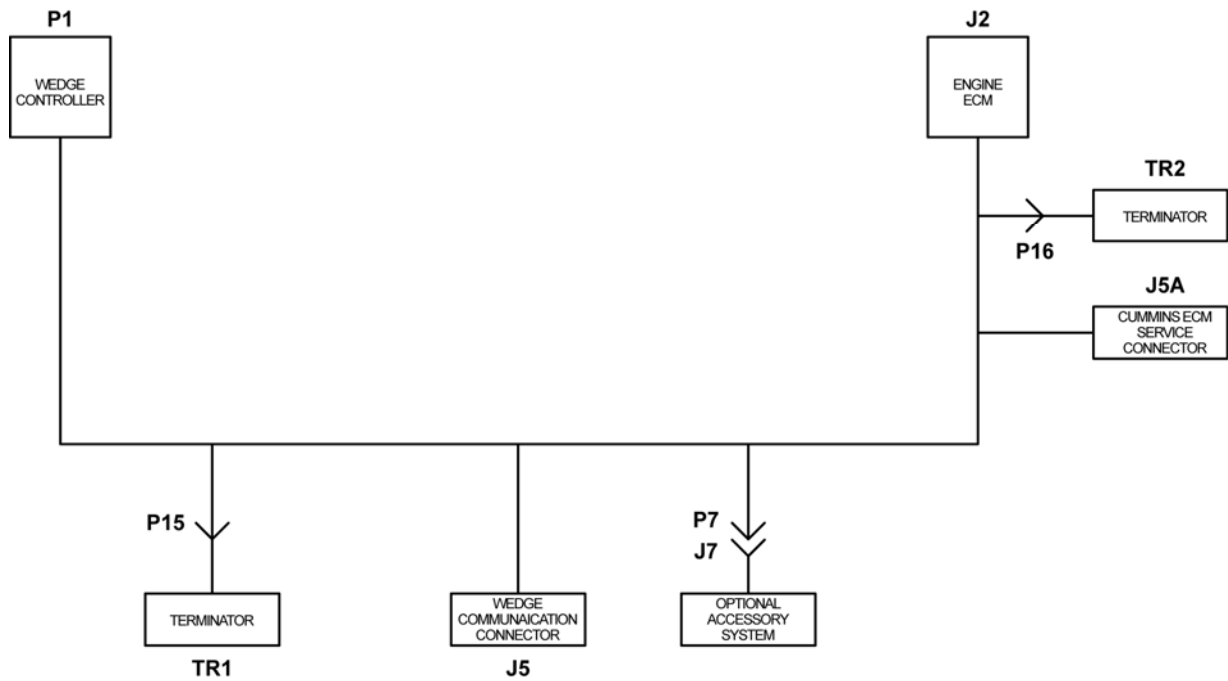 P1
WEDGE
CONTROLLER
J2
ENGINE
ECM
TR2
TERMINATOR
P16
J5A
CUMMINS ECM
SERVICE
CONNECTOR
P15
TERMINATOR
TR1
WEDGE
COMMUNAICATION
CONNECTOR
J5
P7
J7
OPTIONAL
ACCESSORY
SYSTEM